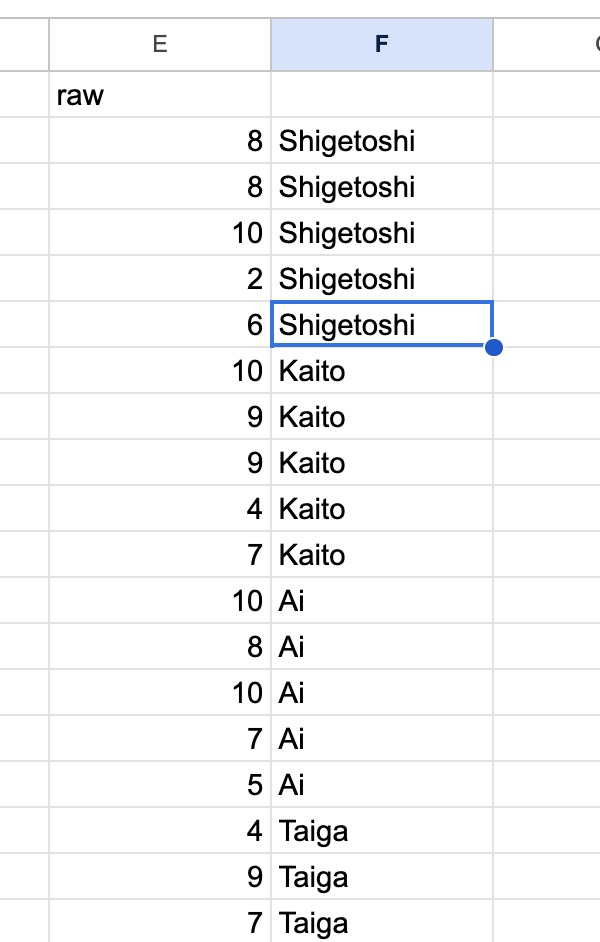 E F
raw
8 Shigetoshi
8 Shigetoshi
10 Shigetoshi
2 Shigetoshi
6 Shigetoshi
10 Kaito
9 Kaito
9 Kaito
4 Kaito
7 Kaito
10 Ai
8 Ai
10 Ai
7 Ai
5 Ai
4 Taiga
9 Taiga
7 Taiga